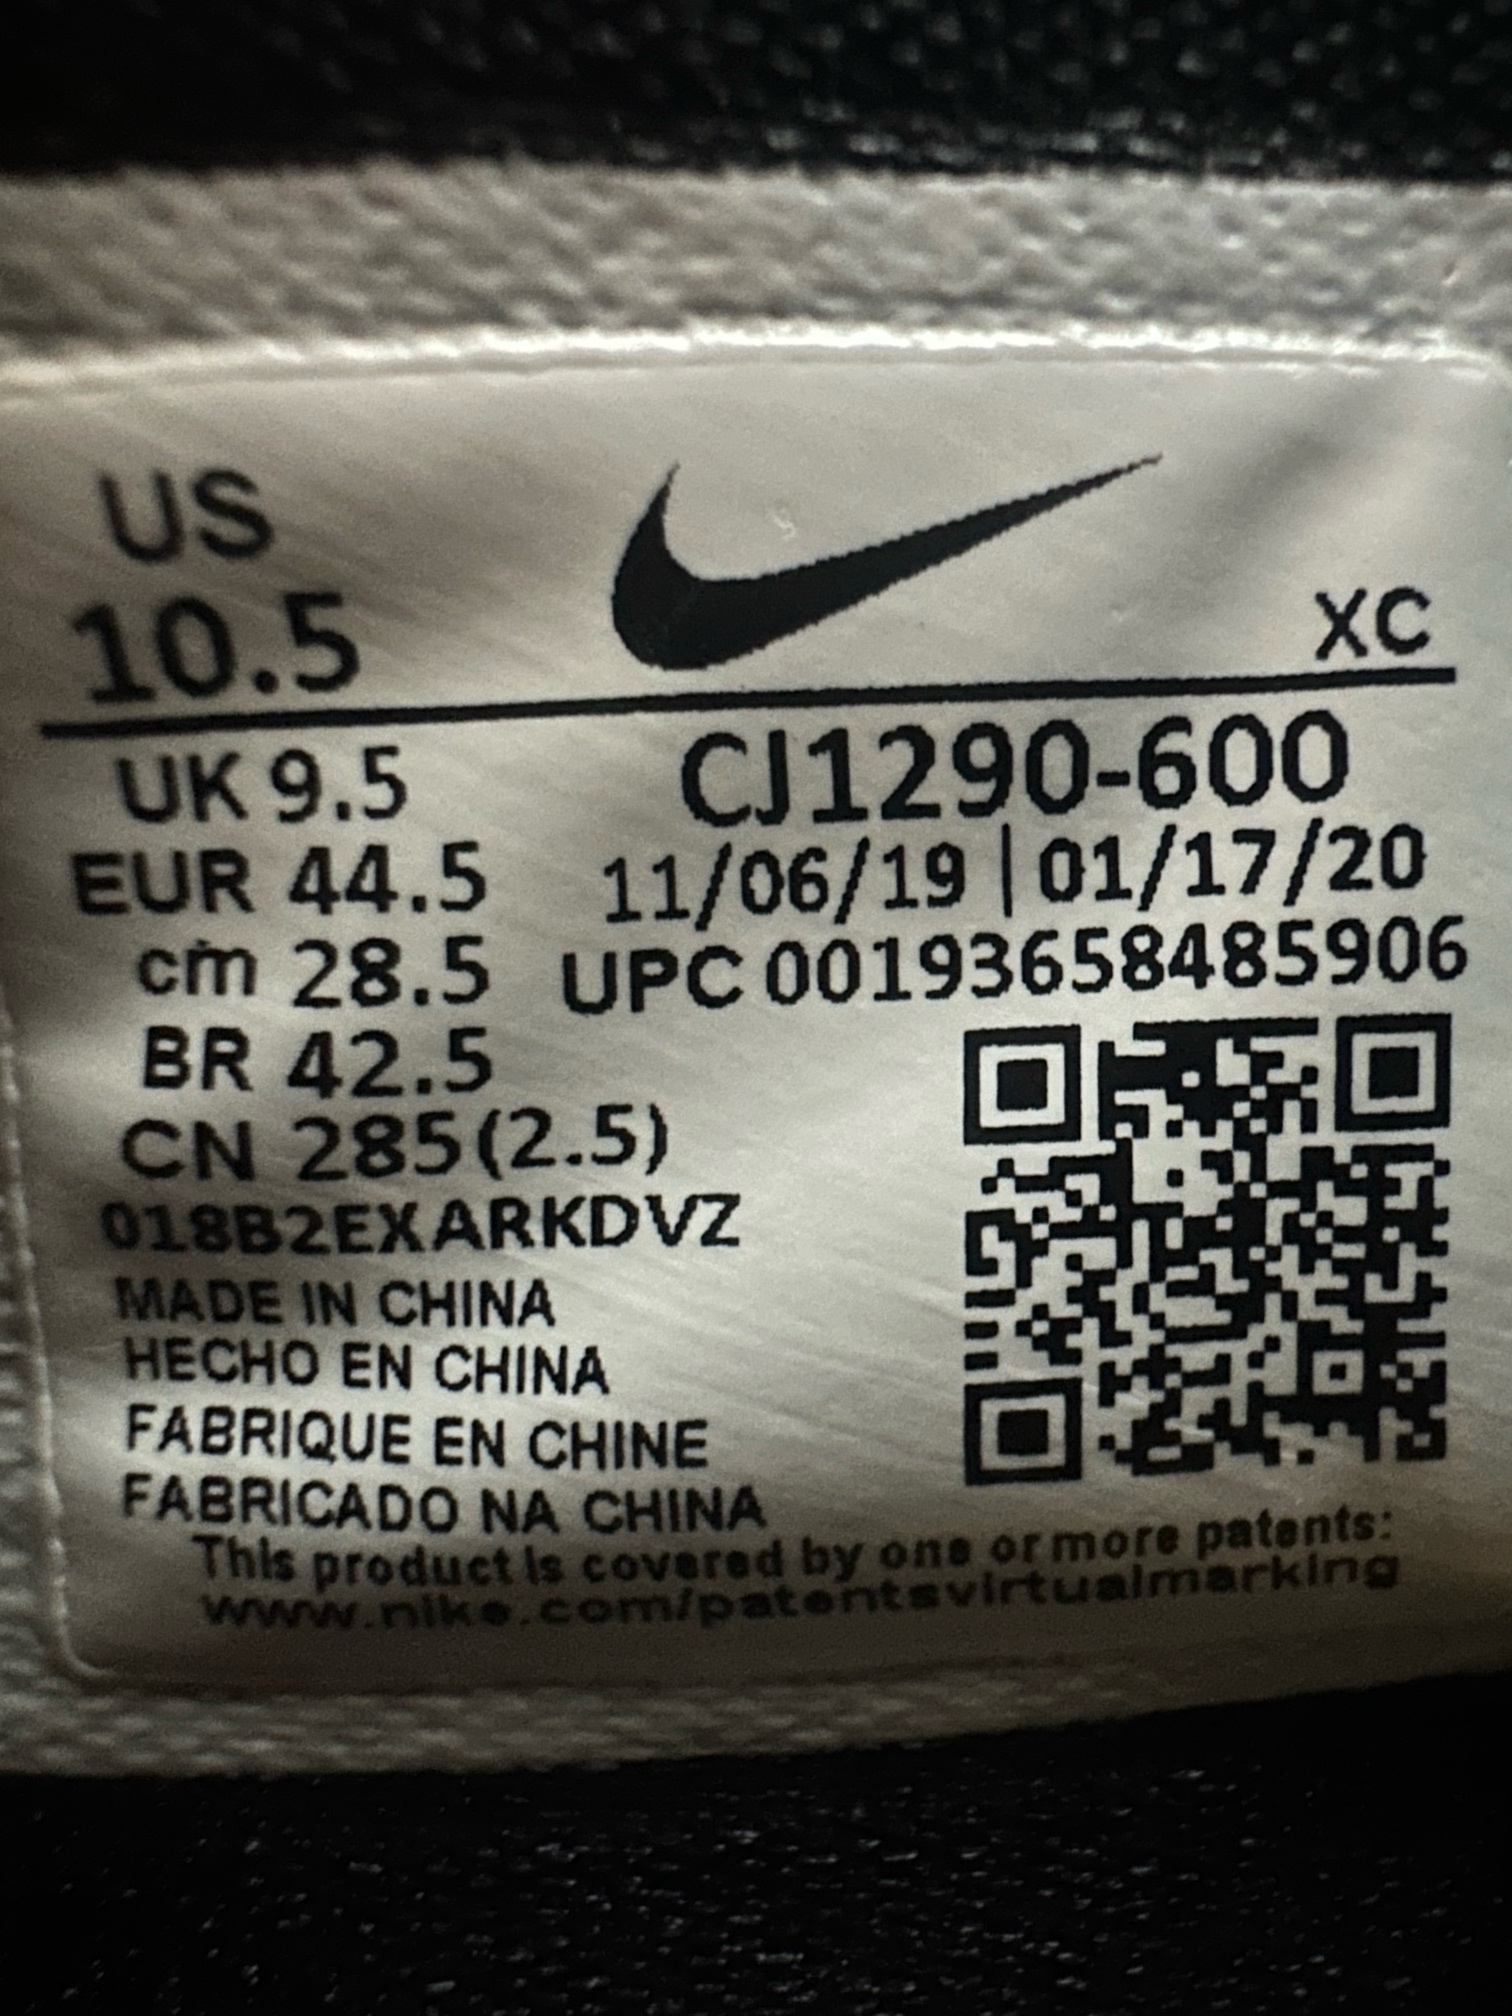 US
10.5
XC
UK 9.5
EUR 44.5
cm 28.5
BR 42.5
CN 285(2.5)
018B2EXARKDVZ
CJ1290-600
11/06/19 | 01/17/20
UPC 00193658485906
MADE IN CHINA
HECHO EN CHINA
FABRIQUE EN CHINE
FABRICADO NA CHINA
This product is covered by one or more patents:
www.nike.com/patentsvirtualmarking